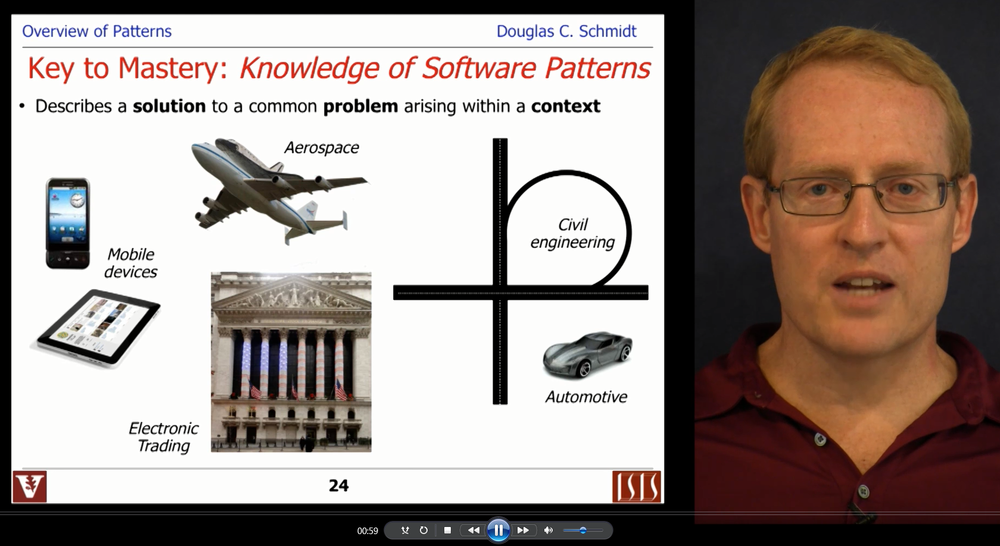 Overview of Patterns
Douglas C. Schmidt
Key to Mastery: Knowledge of Software Patterns
• Describes a solution to a common problem arising within a context
Aerospace
Civil
engineering
Mobile
devices
Automotive
Electronic
Trading
V
24
ISIS
00:59